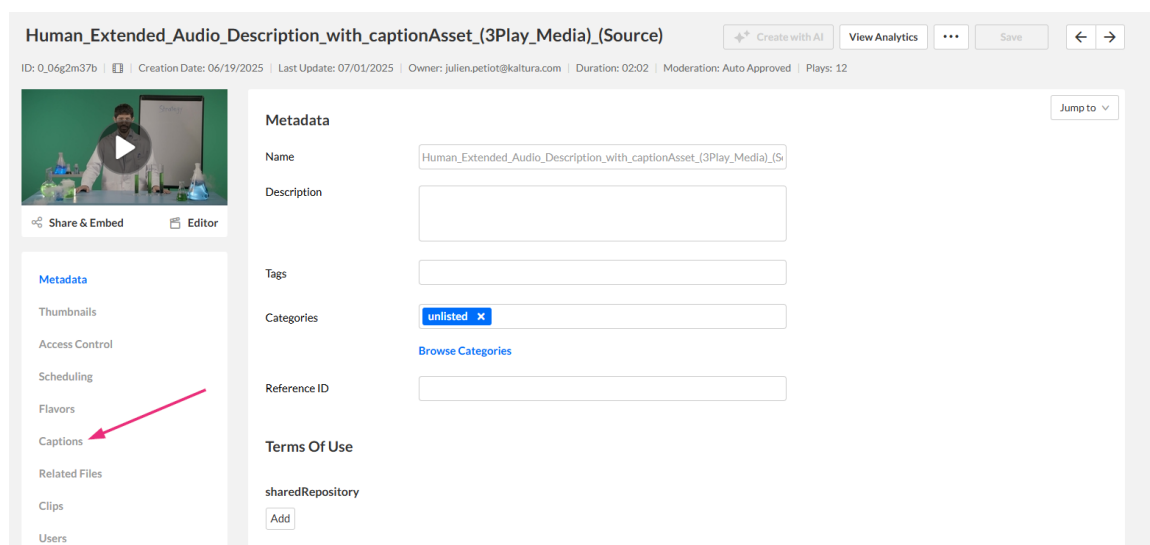 Human_Extended_Audio_Description_with_captionAsset_(3Play_Media)_(Source)
Create with AI
View Analytics
Save
ID: 0_06g2m37b | Creation Date: 06/19/2025 | Last Update: 07/01/2025 | Owner: julien.petiot@kaltura.com | Duration: 02:02 | Moderation: Auto Approved | Plays: 12
Share & Embed
Editor
Metadata
Thumbnails
Access Control
Scheduling
Flavors
Captions
Related Files
Clips
Users
Jump to
Metadata
Name
Human_Extended_Audio_Description_with_captionAsset_(3Play_Media)_(S
Description
Tags
Categories
unlisted
Browse Categories
Reference ID
Terms Of Use
sharedRepository
Add